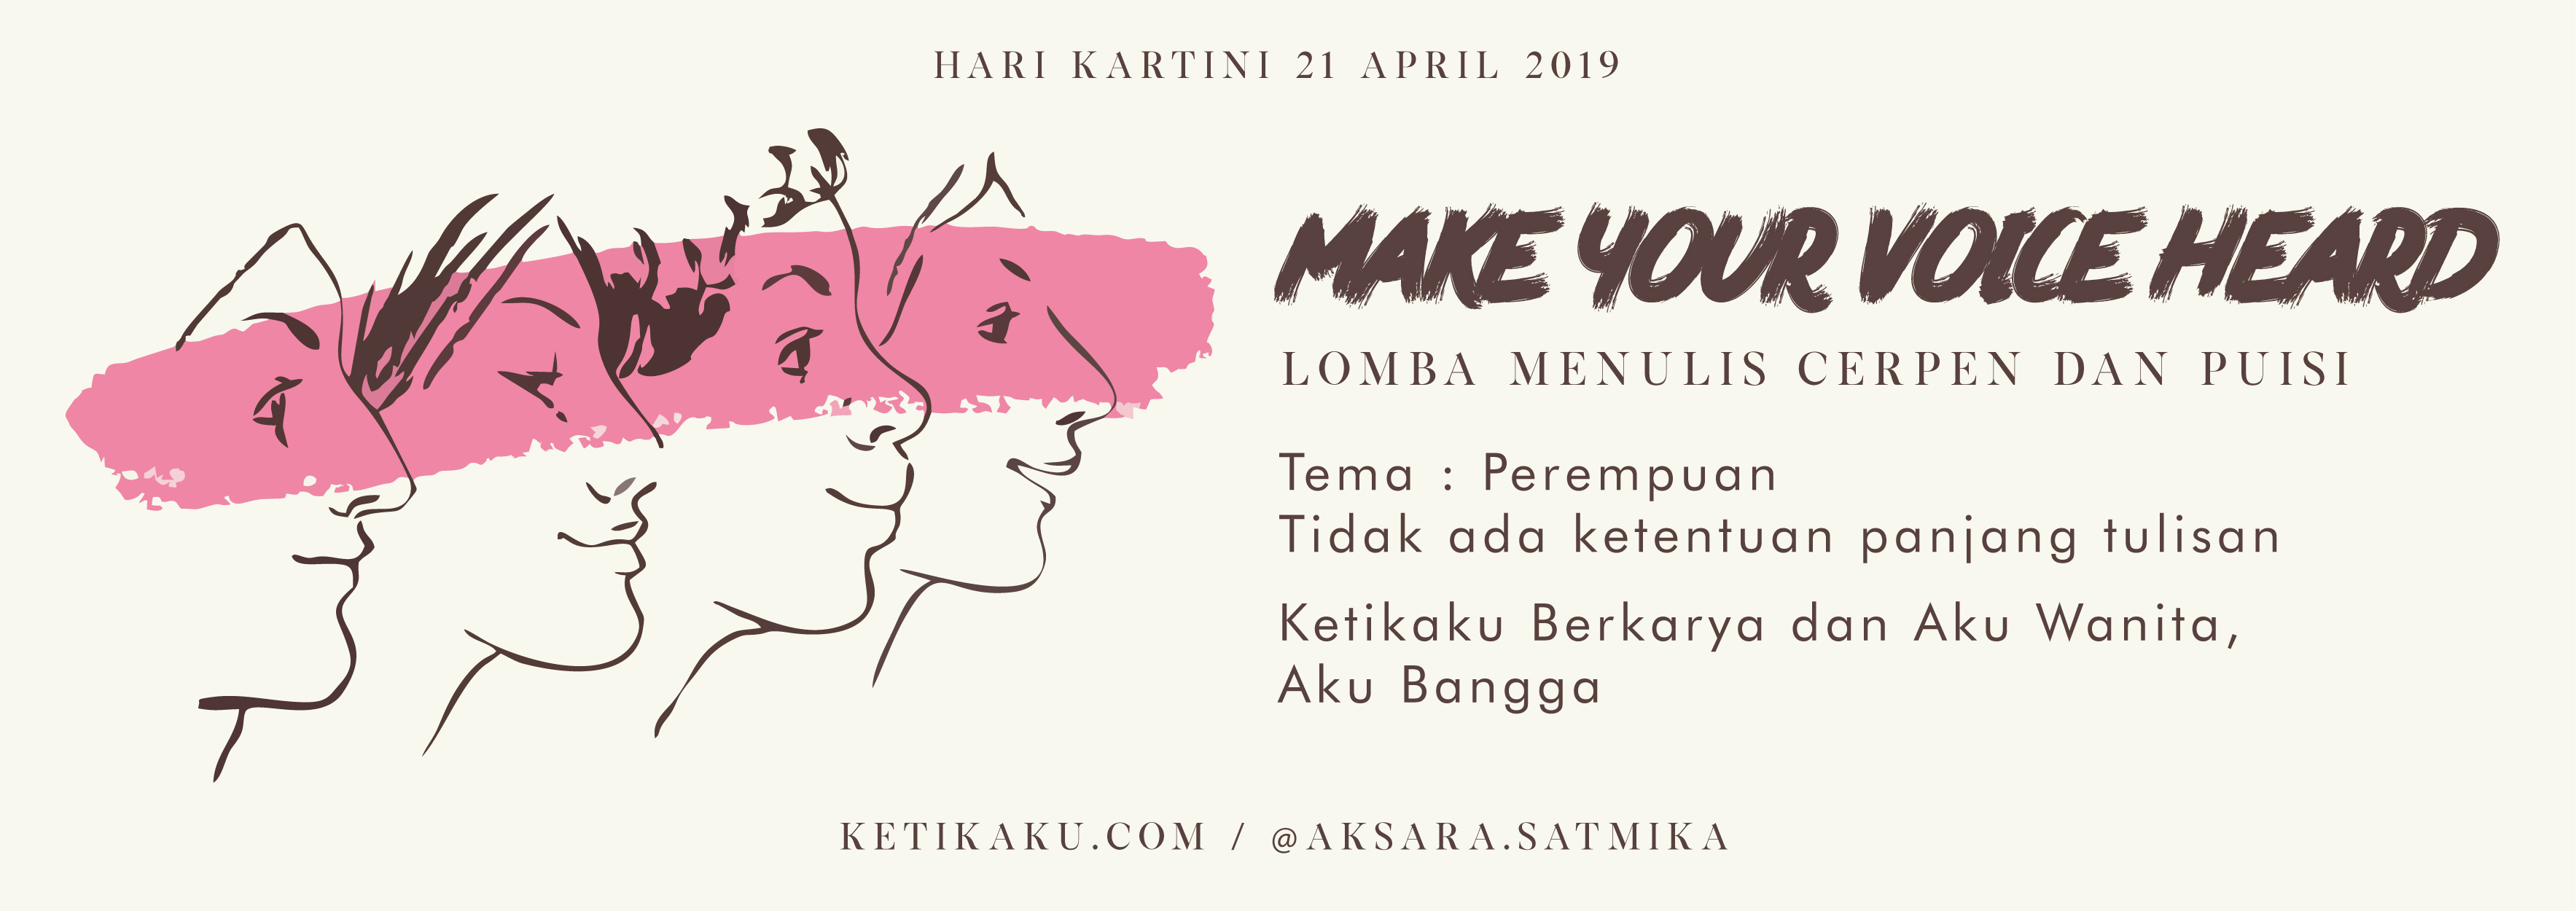 HARI KARTINI 21 APRIL 2019
MAKE YOUR VOICE HEARD
LOMBA MENULIS CERPEN DAN PUISI
Tema : Perempuan
Tidak ada ketentuan panjang tulisan
Ketikaku Berkarya dan Aku Wanita,
Aku Bangga
KETIKAKU.COM / @AKSARA.SATMIKA